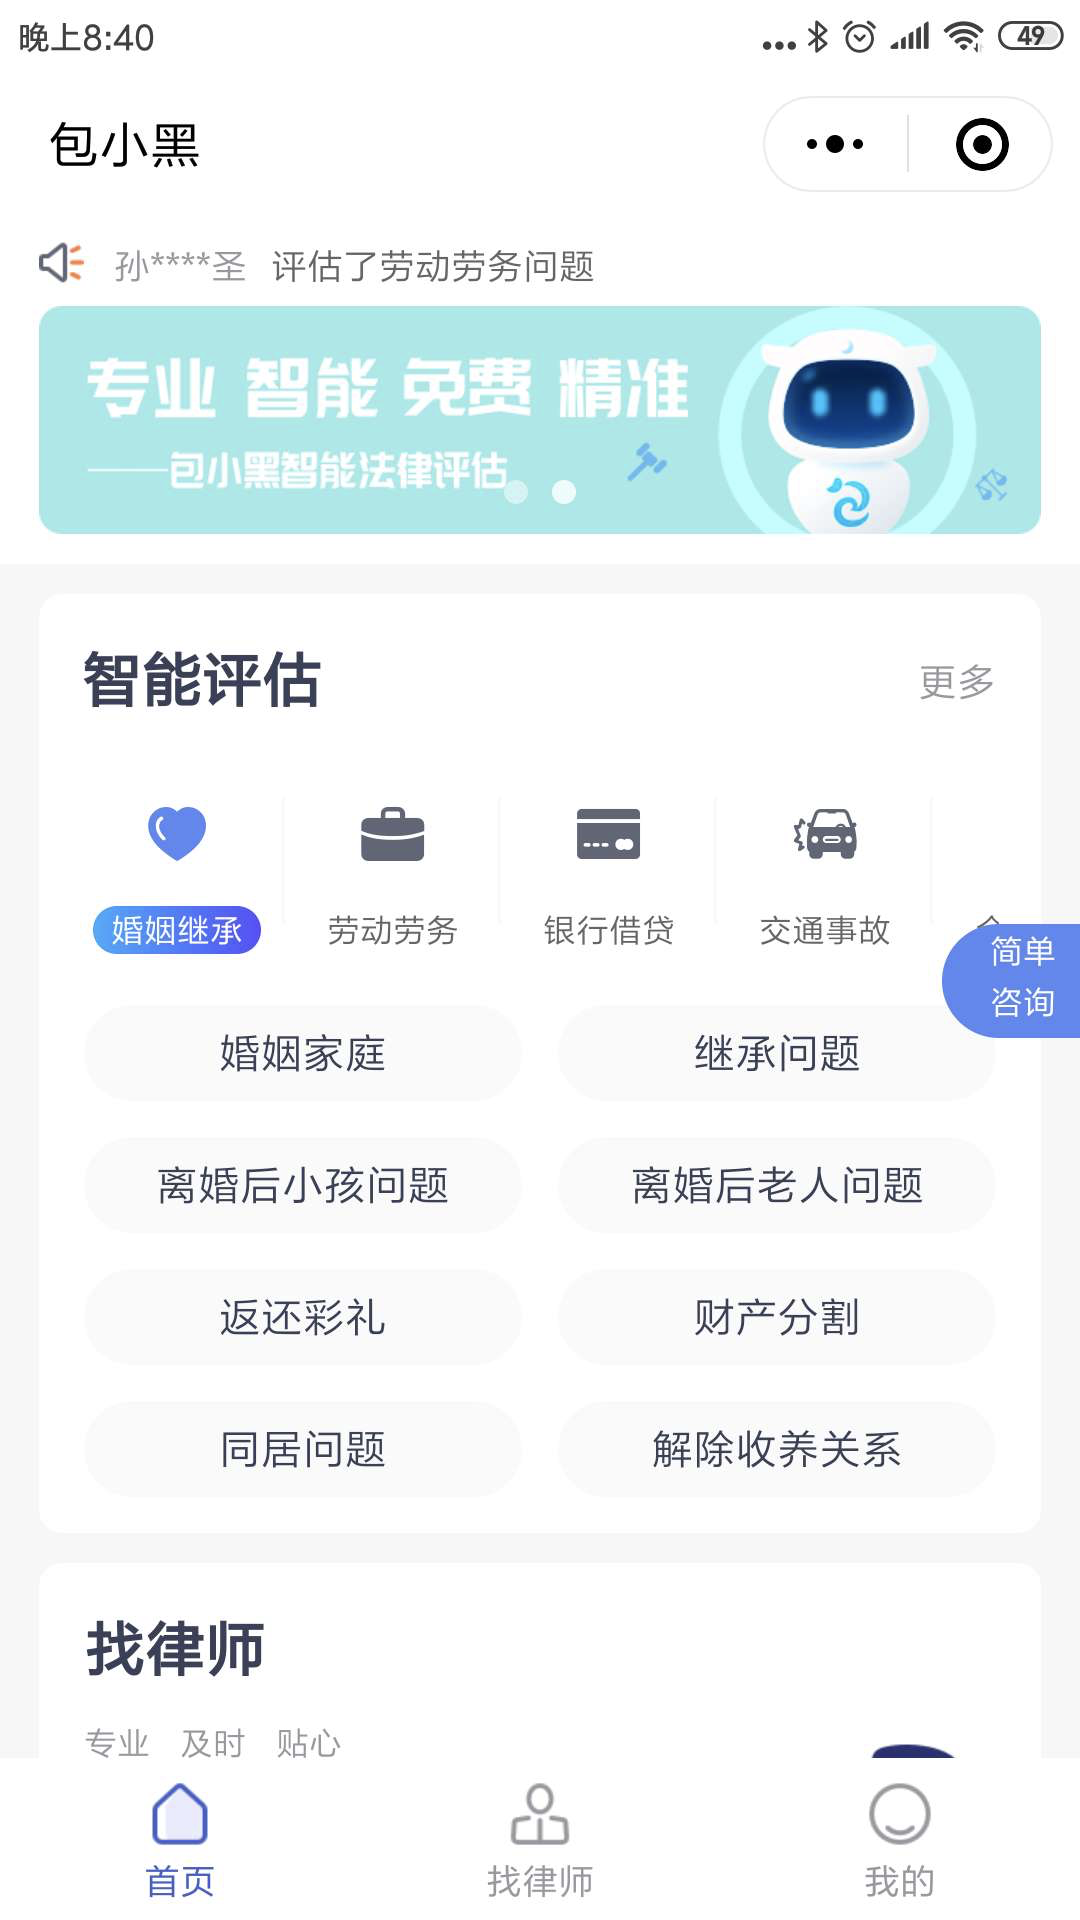 晚上8:40
49
包小黑
孙****圣 评估了劳动劳务问题
专业 智能 免费 精准
——包小黑智能法律评估
智能评估
更多
婚姻继承 劳动劳务 银行借贷 交通事故
简单
咨询
婚姻家庭 继承问题
离婚后小孩问题 离婚后老人问题
返还彩礼 财产分割
同居问题 解除收养关系
找律师
专业 及时 贴心
首页 找律师 我的